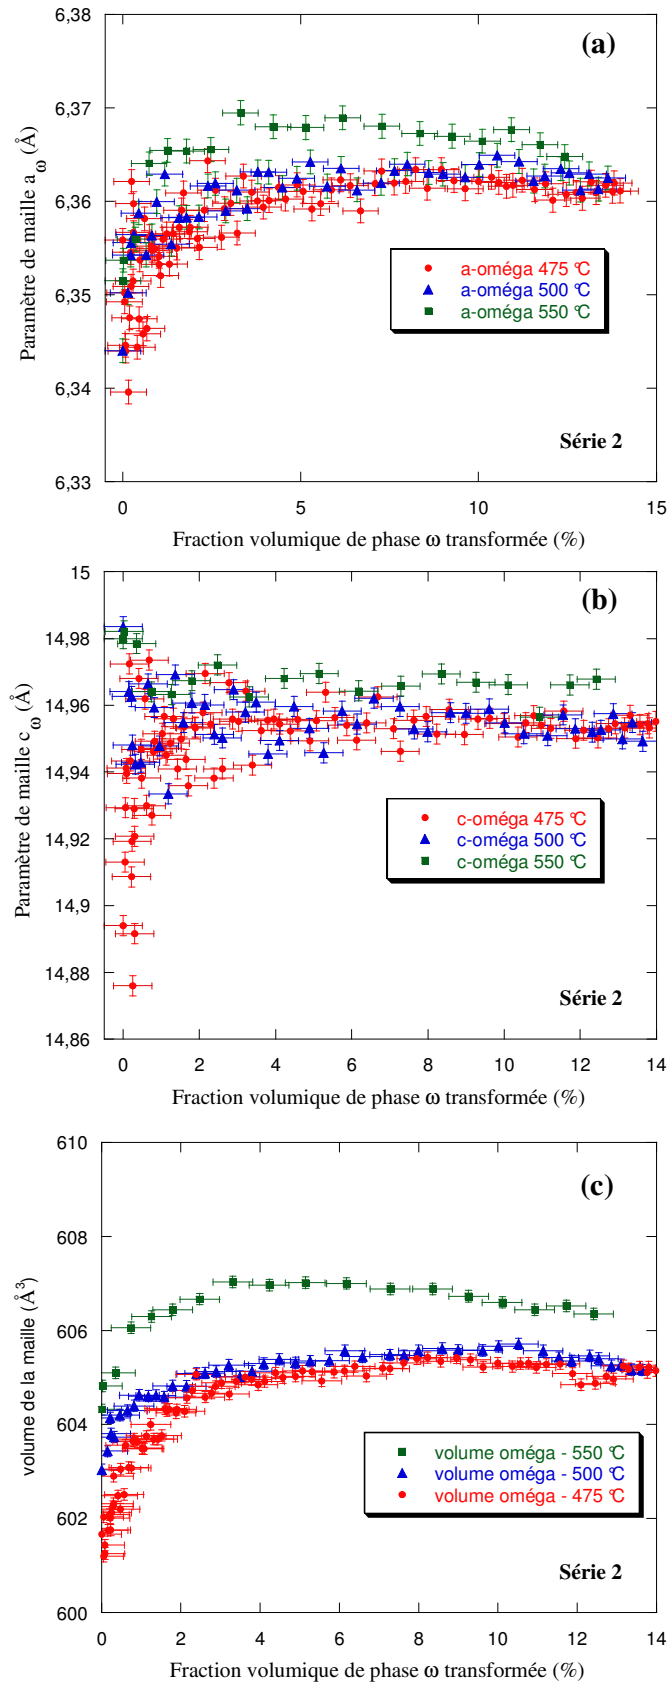 6,38
(a)
6,37
6,36
6,35
6,34
6,33
Paramètre de maille aω (Å)
a-oméga 475 °C
a-oméga 500 °C
a-oméga 550 °C
Série 2
0 5 10 15
Fraction volumique de phase ω transformée (%)
15
(b)
14,98
14,96
14,94
14,92
14,9
14,88
14,86
Paramètre de maille cω (Å)
c-oméga 475 °C
c-oméga 500 °C
c-oméga 550 °C
Série 2
0 2 4 6 8 10 12 14
Fraction volumique de phase ω transformée (%)
610
(c)
608
606
604
602
600
volume de la maille (Å³)
volume oméga - 550 °C
volume oméga - 500 °C
volume oméga - 475 °C
Série 2
0 2 4 6 8 10 12 14
Fraction volumique de phase ω transformée (%)